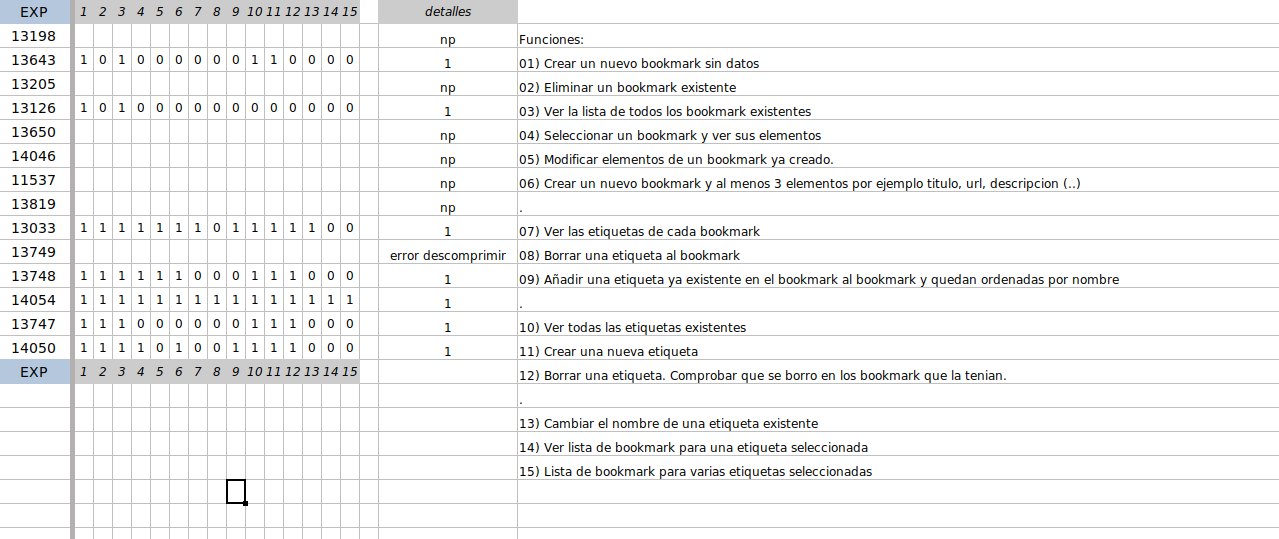 EXP 1 2 3 4 5 6 7 8 9 10 11 12 13 14 15 detalles
13198 np Funciones:
13643 1 0 1 0 0 0 0 0 0 1 1 0 0 0 0 1 01) Crear un nuevo bookmark sin datos
13205 np 02) Eliminar un bookmark existente
13126 1 0 1 0 0 0 0 0 0 0 0 0 0 0 0 1 03) Ver la lista de todos los bookmark existentes
13650 np 04) Seleccionar un bookmark y ver sus elementos
14046 np 05) Modificar elementos de un bookmark ya creado.
11537 np 06) Crear un nuevo bookmark y al menos 3 elementos por ejemplo titulo, url, descripcion (..)
13819 np .
13033 1 1 1 1 1 1 1 0 1 1 1 1 1 0 0 1 07) Ver las etiquetas de cada bookmark
13749 error descomprimir 08) Borrar una etiqueta al bookmark
13748 1 1 1 1 1 1 0 0 0 1 1 1 0 0 0 1 09) Añadir una etiqueta ya existente en el bookmark al bookmark y quedan ordenadas por nombre
14054 1 1 1 1 1 1 1 1 1 1 1 1 1 1 1 1 .
13747 1 1 1 0 0 0 0 0 0 1 1 1 0 0 0 1 10) Ver todas las etiquetas existentes
14050 1 1 1 1 0 1 0 0 1 1 1 1 0 0 0 1 11) Crear una nueva etiqueta
EXP 1 2 3 4 5 6 7 8 9 10 11 12 13 14 15 12) Borrar una etiqueta. Comprobar que se borro en los bookmark que la tenian.
.
13) Cambiar el nombre de una etiqueta existente
14) Ver lista de bookmark para una etiqueta seleccionada
15) Lista de bookmark para varias etiquetas seleccionadas